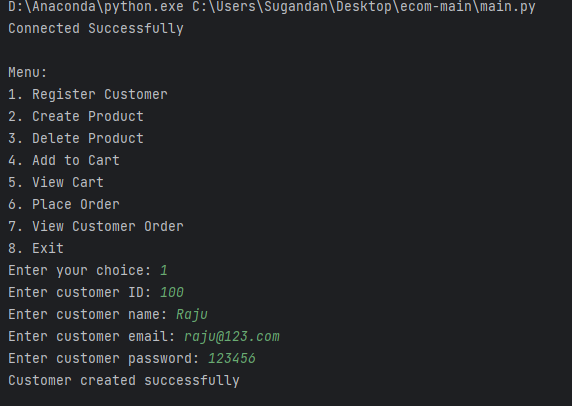 D:\Anaconda\python.exe C:\Users\Sugandan\Desktop\ecom-main\main.py
Connected Successfully
Menu:
1. Register Customer
2. Create Product
3. Delete Product
4. Add to Cart
5. View Cart
6. Place Order
7. View Customer Order
8. Exit
Enter your choice: 1
Enter customer ID: 100
Enter customer name: Raju
Enter customer email: raju@123.com
Enter customer password: 123456
Customer created successfully